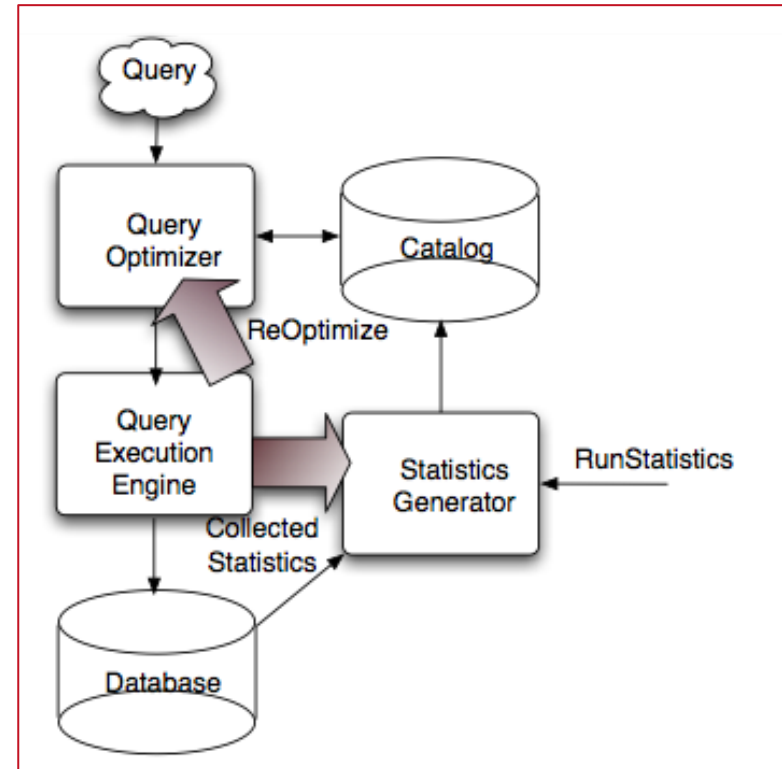 Query
Query
Optimizer
Catalog
ReOptimize
Query
Execution
Engine
Statistics
Generator
RunStatistics
Collected
Statistics
Database